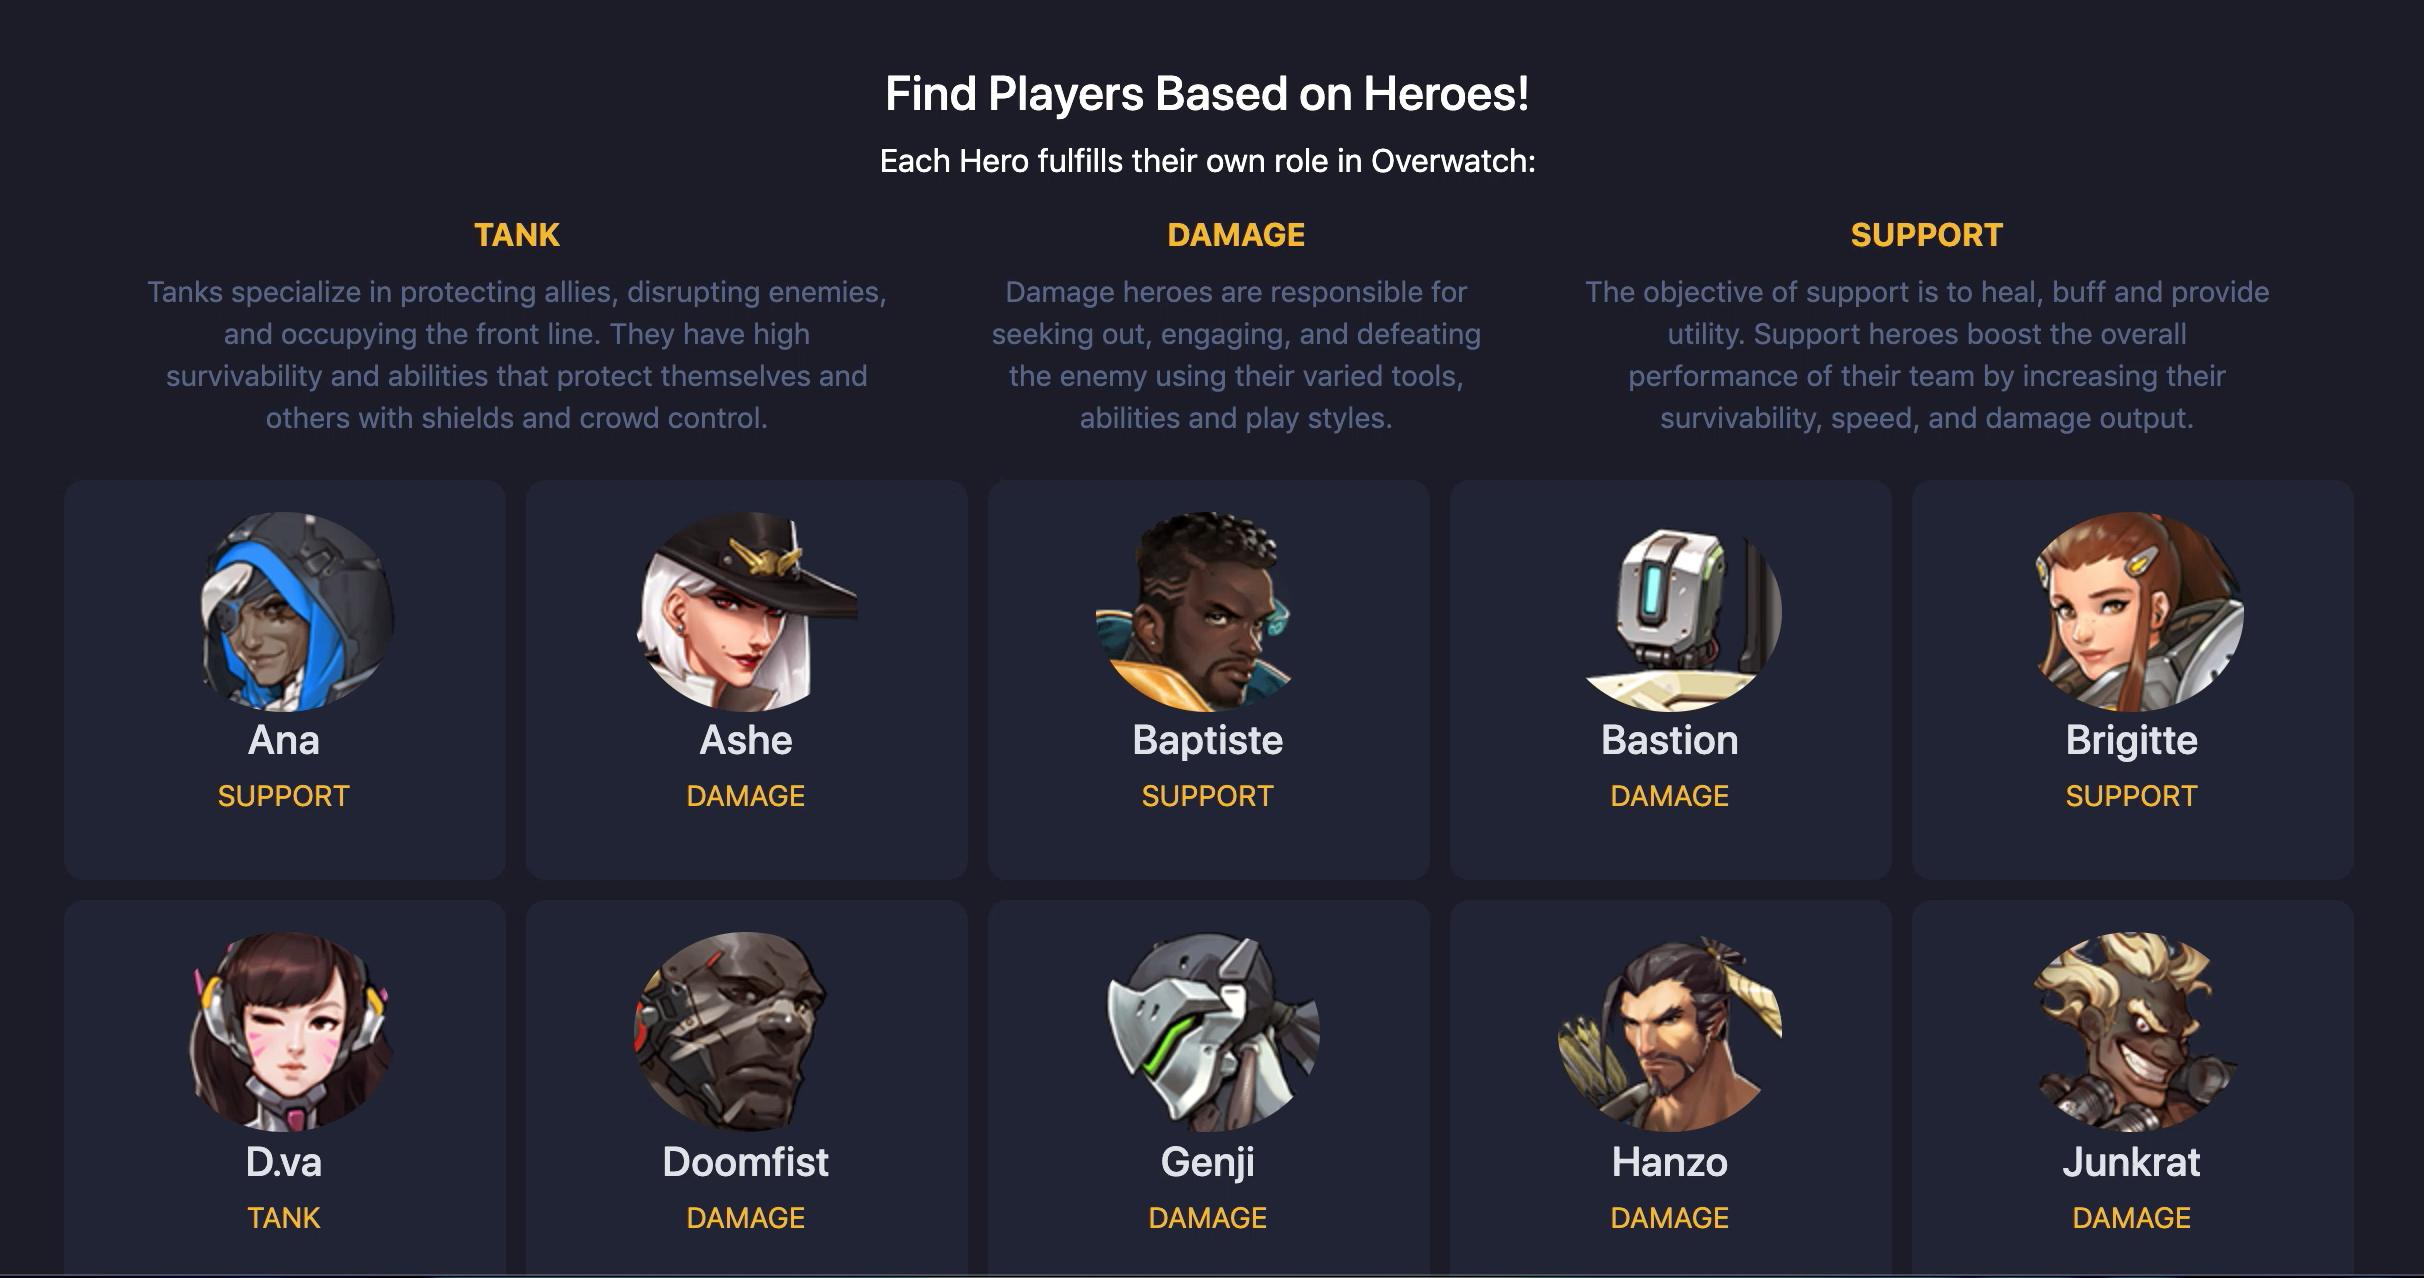 Find Players Based on Heroes!
Each Hero fulfills their own role in Overwatch:
TANK
Tanks specialize in protecting allies, disrupting enemies,
and occupying the front line. They have high
survivability and abilities that protect themselves and
others with shields and crowd control.
DAMAGE
Damage heroes are responsible for
seeking out, engaging, and defeating
the enemy using their varied tools,
abilities and play styles.
SUPPORT
The objective of support is to heal, buff and provide
utility. Support heroes boost the overall
performance of their team by increasing their
survivability, speed, and damage output.
Ana
SUPPORT
Ashe
DAMAGE
Baptiste
SUPPORT
Bastion
DAMAGE
Brigitte
SUPPORT
D.va
TANK
Doomfist
DAMAGE
Genji
DAMAGE
Hanzo
DAMAGE
Junkrat
DAMAGE